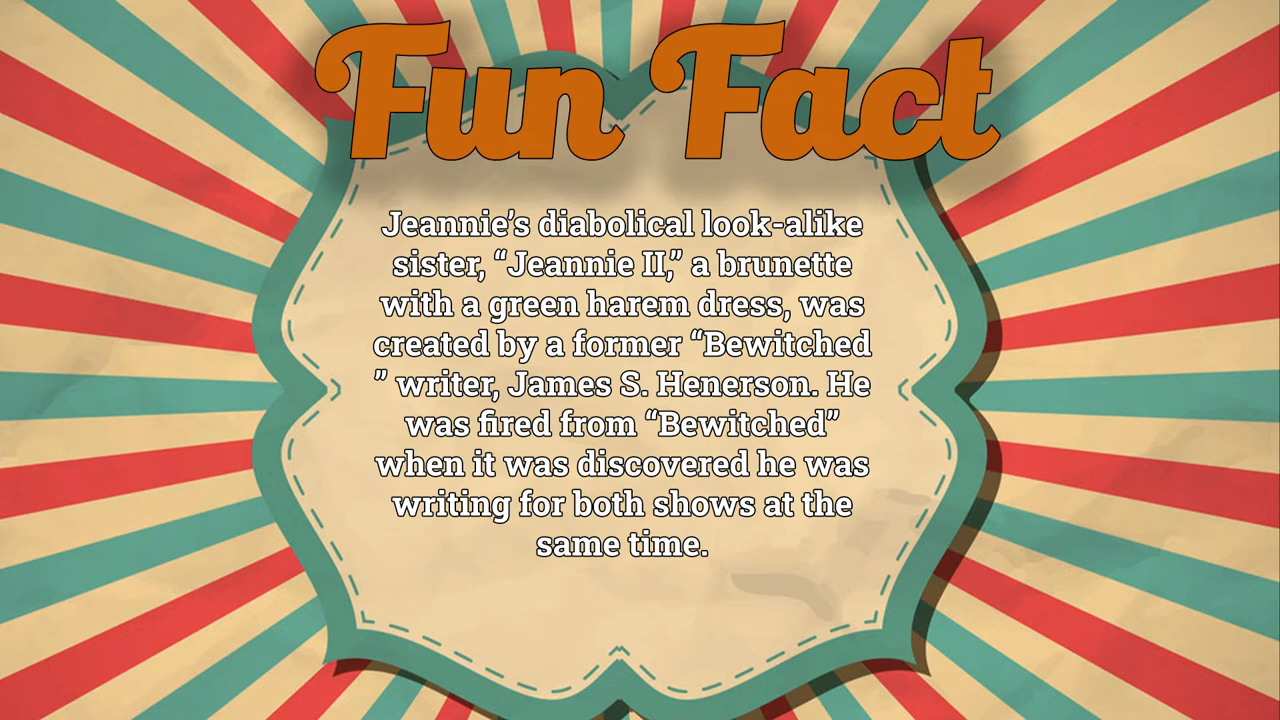 Fun Fact
Jeannie’s diabolical look-alike
sister, “Jeannie II,” a brunette
with a green harem dress, was
created by a former “Bewitched
” writer, James S. Henerson. He
was fired from “Bewitched”
when it was discovered he was
writing for both shows at the
same time.